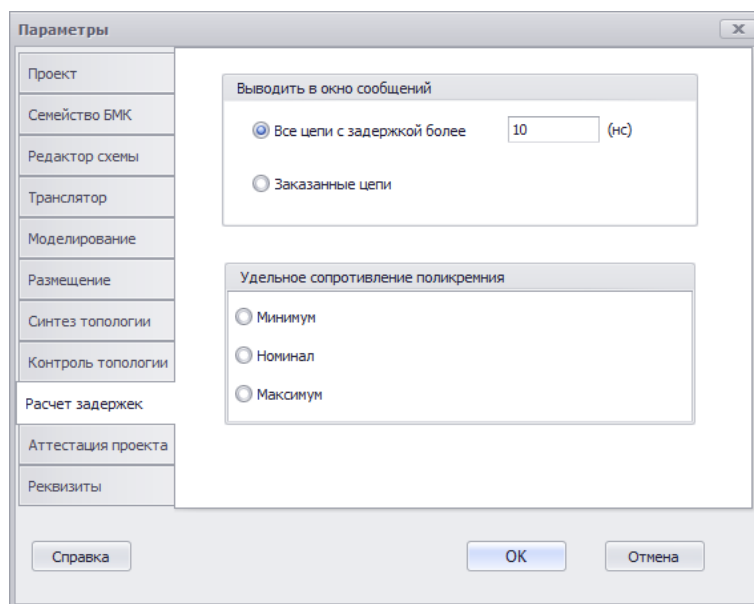 Параметры
Проект
Семейство БМК
Редактор схемы
Транслятор
Моделирование
Размещение
Синтез топологии
Контроль топологии
Расчет задержек
Аттестация проекта
Реквизиты
Выводить в окно сообщений
Все цепи с задержкой более 10 (нс)
Заказанные цепи
Удельное сопротивление поликремния
Минимум
Номинал
Максимум
Справка ОК Отмена